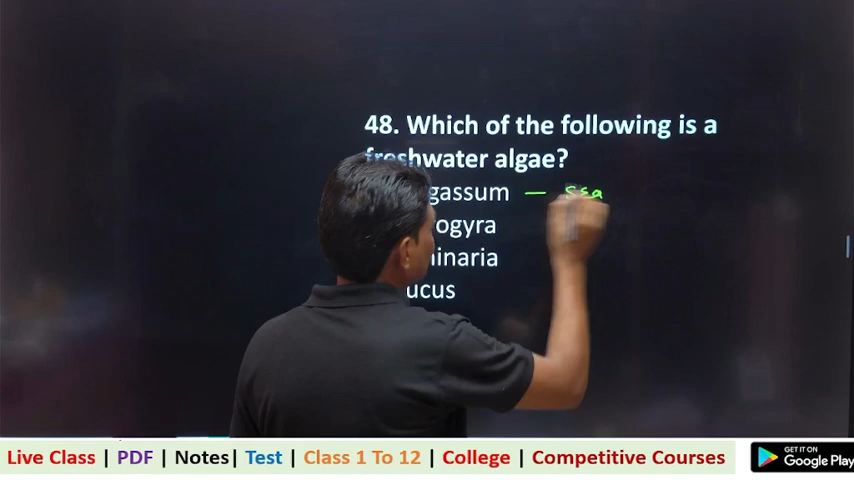 48. Which of the following is a
freshwater algae?
gassum — sea
ogyra
inaria
ucus
Live Class | PDF | Notes| Test | Class 1 To 12 | College | Competitive Courses
GET IT ON
Google Play